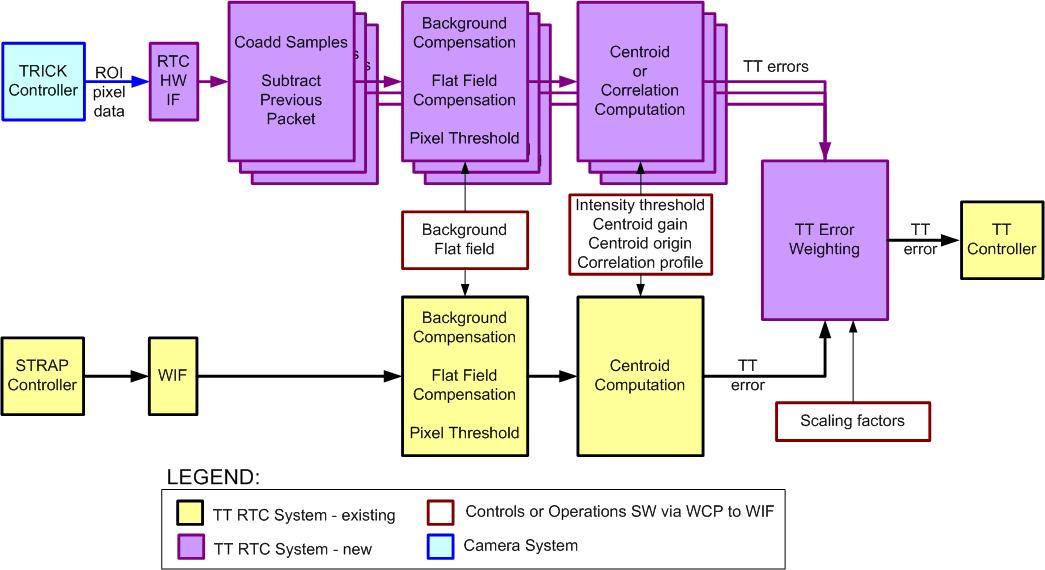 TRICK
Controller
ROI
pixel
data
RTC
HW
IF
Coadd Samples
Subtract
Previous
Packet
s
s
Background
Compensation
Flat Field
Compensation
Pixel Threshold
Centroid
or
Correlation
Computation
TT errors
Background
Flat field
Intensity threshold
Centroid gain
Centroid origin
Correlation profile
TT Error
Weighting
TT
error
TT
Controller
STRAP
Controller
WIF
Background
Compensation
Flat Field
Compensation
Pixel Threshold
Centroid
Computation
TT
error
Scaling factors
LEGEND:
TT RTC System - existing
Controls or Operations SW via WCP to WIF
TT RTC System - new
Camera System